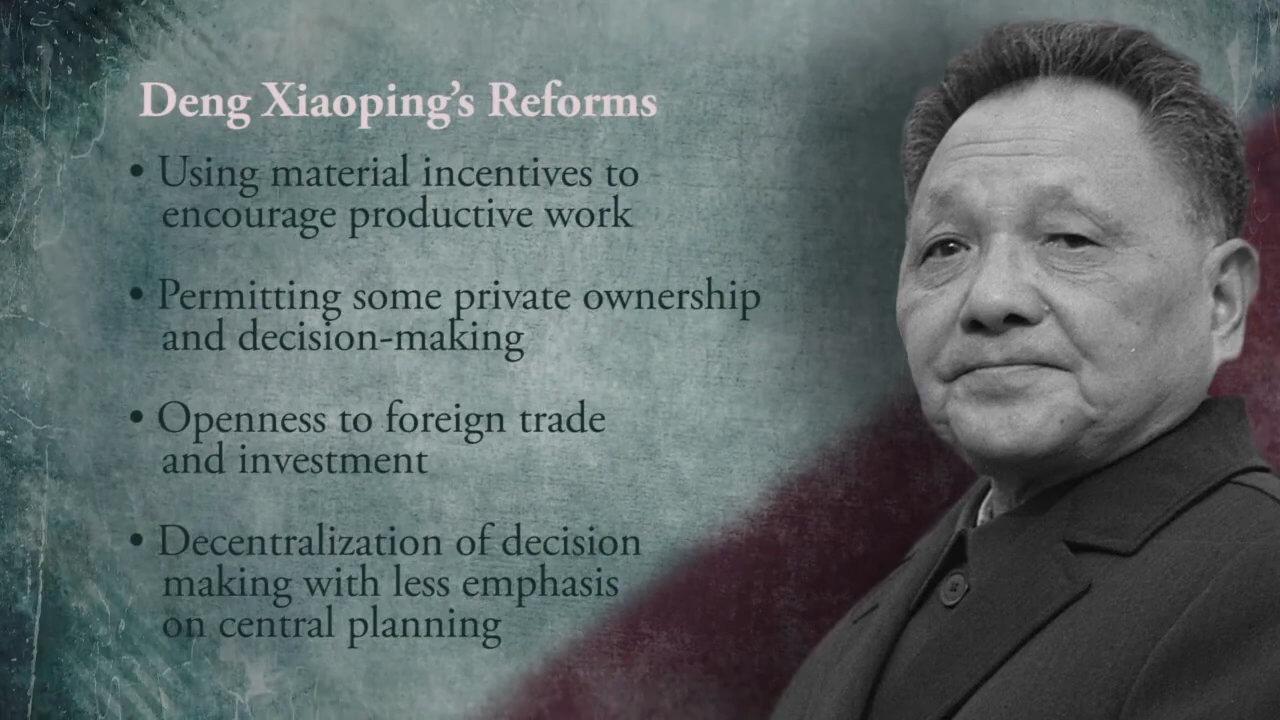 Deng Xiaoping’s Reforms
• Using material incentives to
encourage productive work
• Permitting some private ownership
and decision-making
• Openness to foreign trade
and investment
• Decentralization of decision
making with less emphasis
on central planning